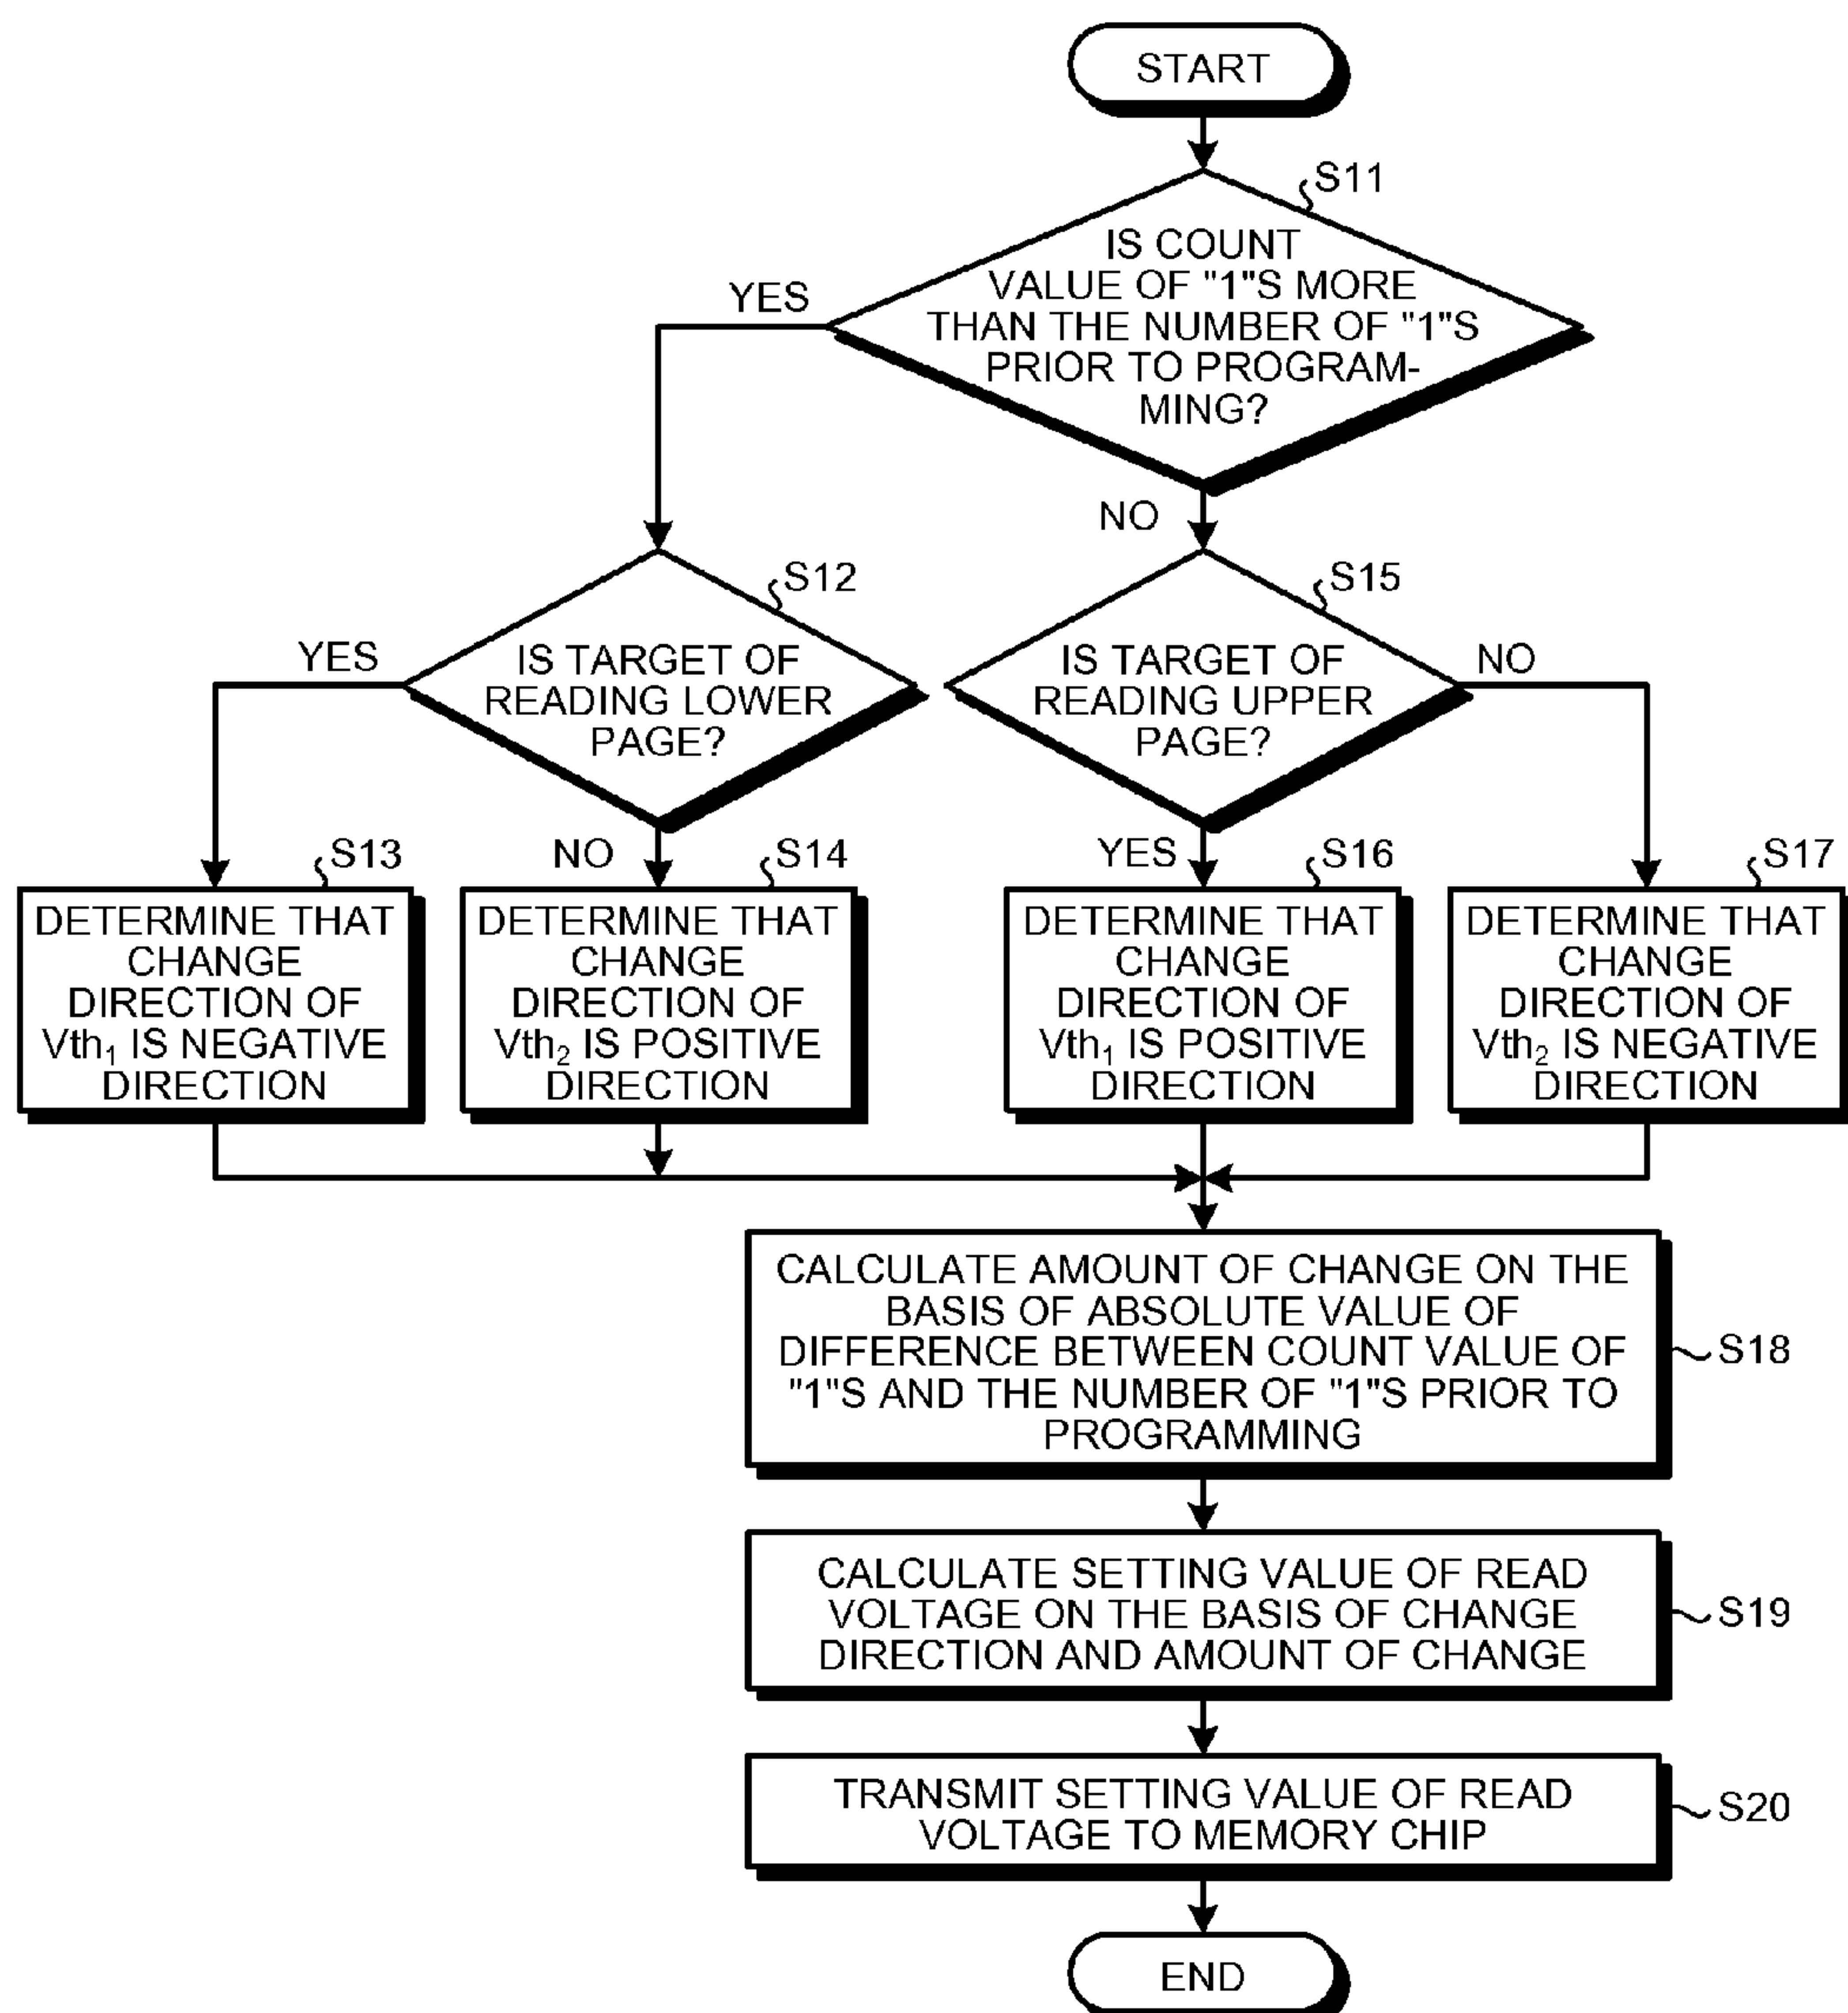 START
S11
IS COUNT
VALUE OF "1"S MORE
THAN THE NUMBER OF "1"S
PRIOR TO PROGRAM-
MING?
YES
NO
S12
IS TARGET OF
READING LOWER
PAGE?
YES
NO
S15
IS TARGET OF
READING UPPER
PAGE?
NO
YES
S13
DETERMINE THAT
CHANGE
DIRECTION OF
Vth₁ IS NEGATIVE
DIRECTION
S14
DETERMINE THAT
CHANGE
DIRECTION OF
Vth₂ IS POSITIVE
DIRECTION
S16
DETERMINE THAT
CHANGE
DIRECTION OF
Vth₁ IS POSITIVE
DIRECTION
S17
DETERMINE THAT
CHANGE
DIRECTION OF
Vth₂ IS NEGATIVE
DIRECTION
CALCULATE AMOUNT OF CHANGE ON THE
BASIS OF ABSOLUTE VALUE OF
DIFFERENCE BETWEEN COUNT VALUE OF
"1"S AND THE NUMBER OF "1"S PRIOR TO
PROGRAMMING
S18
CALCULATE SETTING VALUE OF READ
VOLTAGE ON THE BASIS OF CHANGE
DIRECTION AND AMOUNT OF CHANGE
S19
TRANSMIT SETTING VALUE OF READ
VOLTAGE TO MEMORY CHIP
S20
END